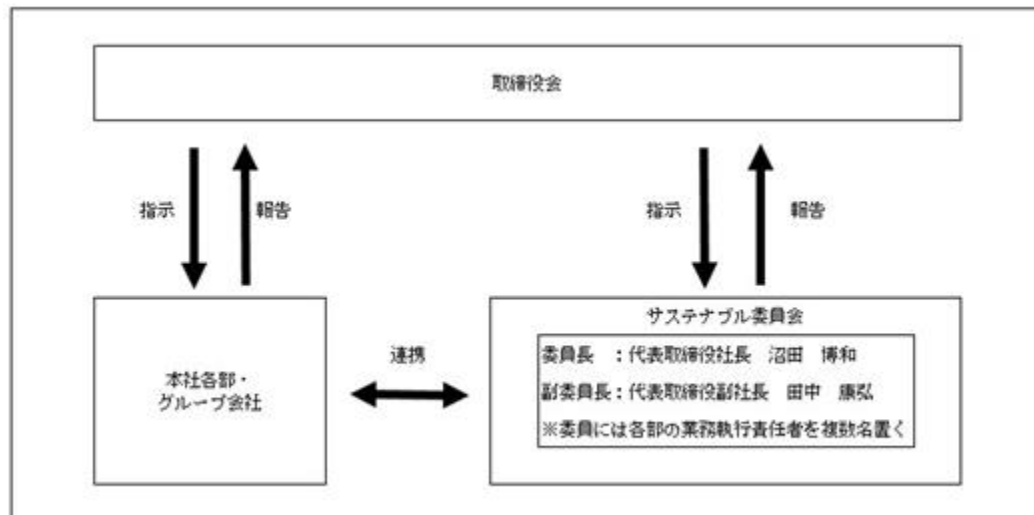 取締役会
指示
報告
指示
報告
本社各部・
グループ会社
連携
サステナブル委員会
委員長　：代表取締役社長　沼田　博和
副委員長：代表取締役副社長　田中　康弘
※委員には各部の業務執行責任者を複数名置く